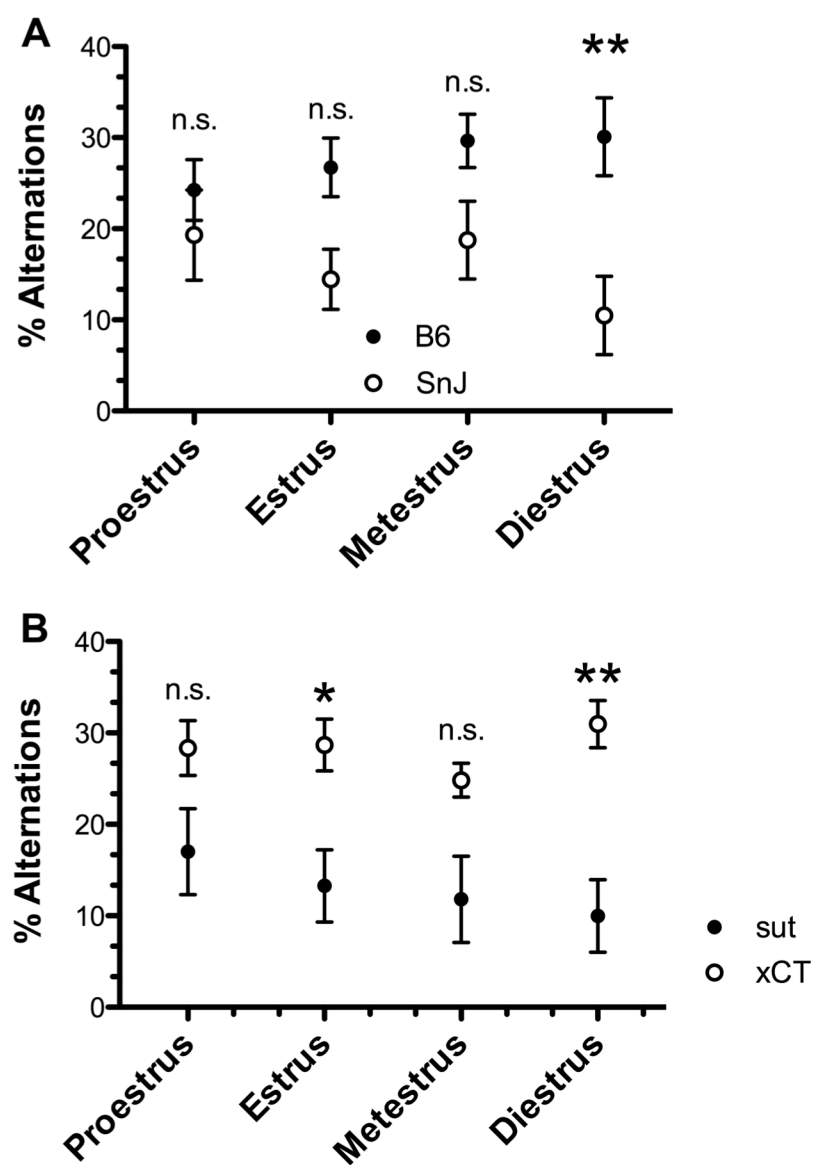 A
40
**
n.s.
n.s.
n.s.
30
% Alternations
20
10
B6
SnJ
0
Proestrus
Estrus
Metestrus
Diestrus
B
40
n.s.
*
**
n.s.
30
% Alternations
20
10
sut
xCT
0
Proestrus
Estrus
Metestrus
Diestrus